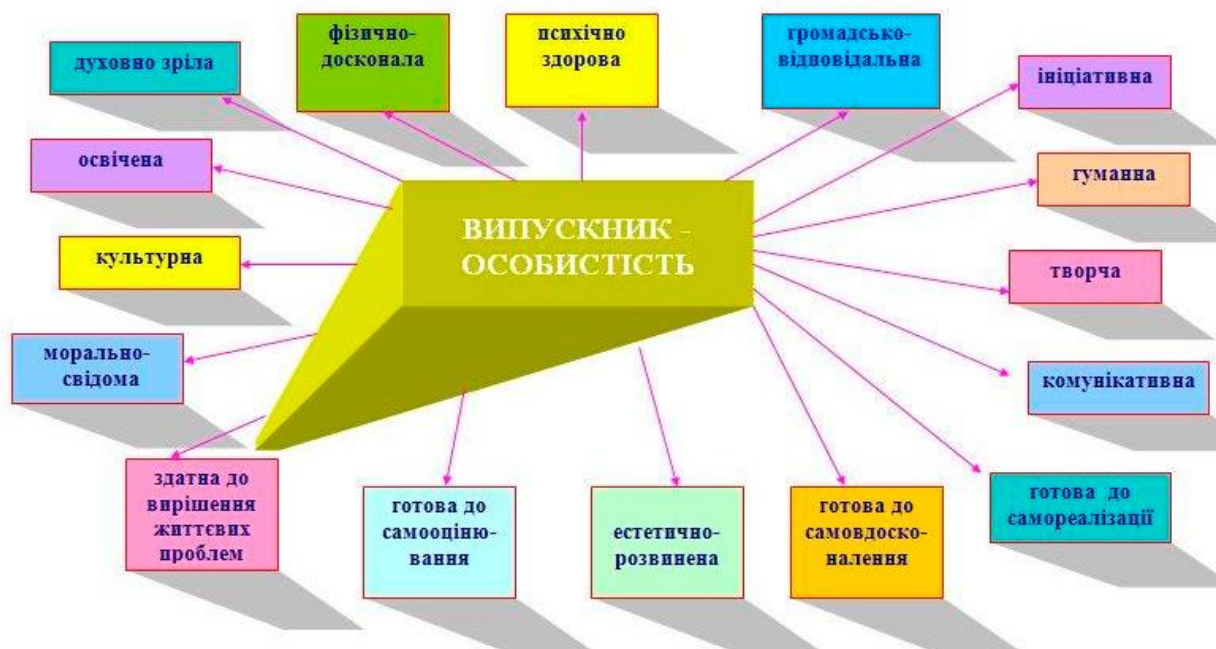 духовно зріла
фізично-
досконала
психічно
здорова
громадсько-
відповідальна
ініціативна
освічена
гуманна
ВИПУСКНИК -
ОСОБИСТІСТЬ
культурна
творча
морально-
свідома
комунікативна
здатна до
вирішення
життєвих
проблем
готова до
самооціню-
вання
естетично-
розвинена
готова до
самовдоско-
налення
готова до
самореалізації